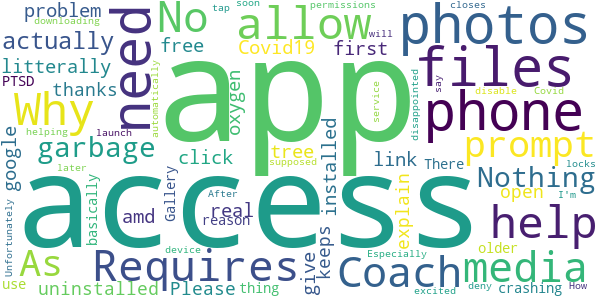 downloading tap soon closes permissions
problem No allow photos
actually free Covid19 first will
litterally need app files
PTSD thanks oxygen automatically disappointed say disable Covid
Why phone
google garbage tree service prompt
helping launch click link There locks
later supposed Nothing
basically Gallery installed explain open I'm
access
Unfortunately amd After real reason keeps help
As Requires give Coach media older
use uninstalled device Please thing Especially excited deny crashing How